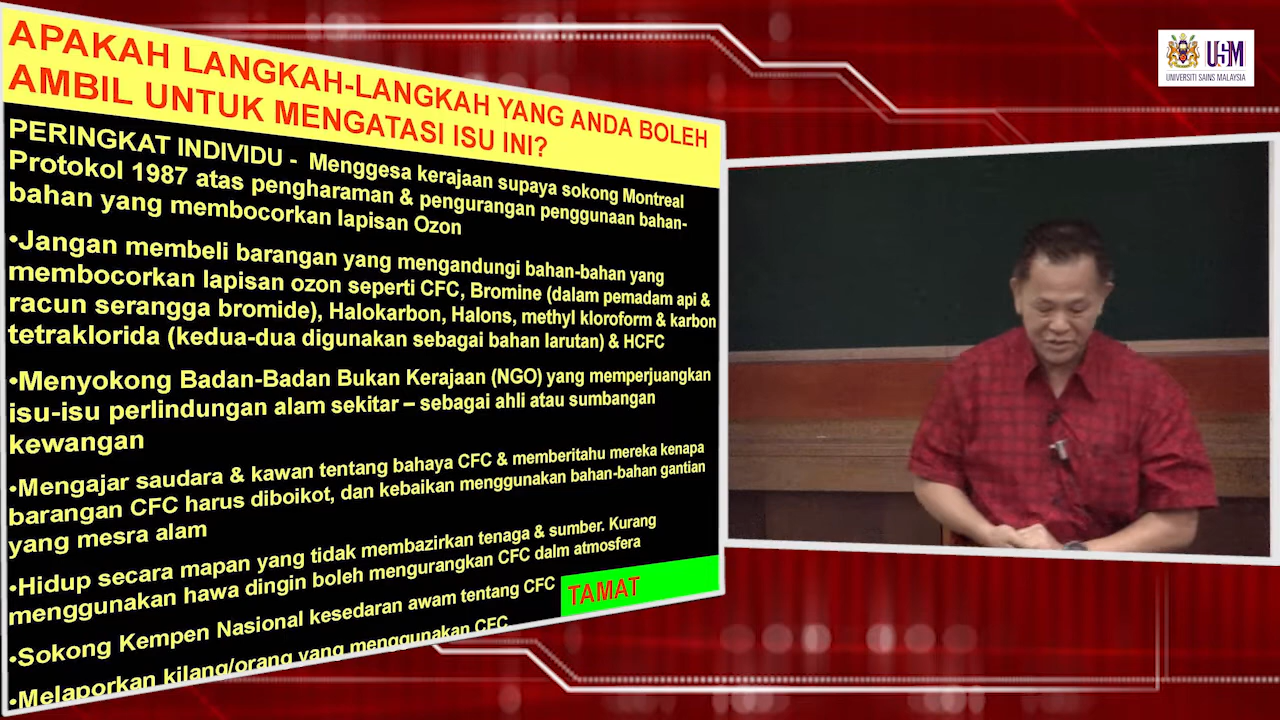 APAKAH LANGKAH-LANGKAH YANG ANDA BOLEH
AMBIL UNTUK MENGATASI ISU INI?
PERINGKAT INDIVIDU - Menggesa kerajaan supaya sokong Montreal
Protokol 1987 atas pengharaman & pengurangan penggunaan bahan-
bahan yang membocorkan lapisan Ozon
•Jangan membeli barangan yang mengandungi bahan-bahan yang
membocorkan lapisan ozon seperti CFC, Bromine (dalam pemadam api &
racun serangga bromide), Halokarbon, Halons, methyl kloroform & karbon
tetraklorida (kedua-dua digunakan sebagai bahan larutan) & HCFC
•Menyokong Badan-Badan Bukan Kerajaan (NGO) yang memperjuangkan
isu-isu perlindungan alam sekitar – sebagai ahli atau sumbangan
kewangan
•Mengajar saudara & kawan tentang bahaya CFC & memberitahu mereka kenapa
barangan CFC harus diboikot, dan kebaikan menggunakan bahan-bahan gantian
yang mesra alam
•Hidup secara mapan yang tidak membazirkan tenaga & sumber. Kurang
menggunakan hawa dingin boleh mengurangkan CFC dalm atmosfera
•Sokong Kempen Nasional kesedaran awam tentang CFC
•Melaporkan kilang/orang yang menggunakan CFC
TAMAT
USM
UNIVERSITI SAINS MALAYSIA